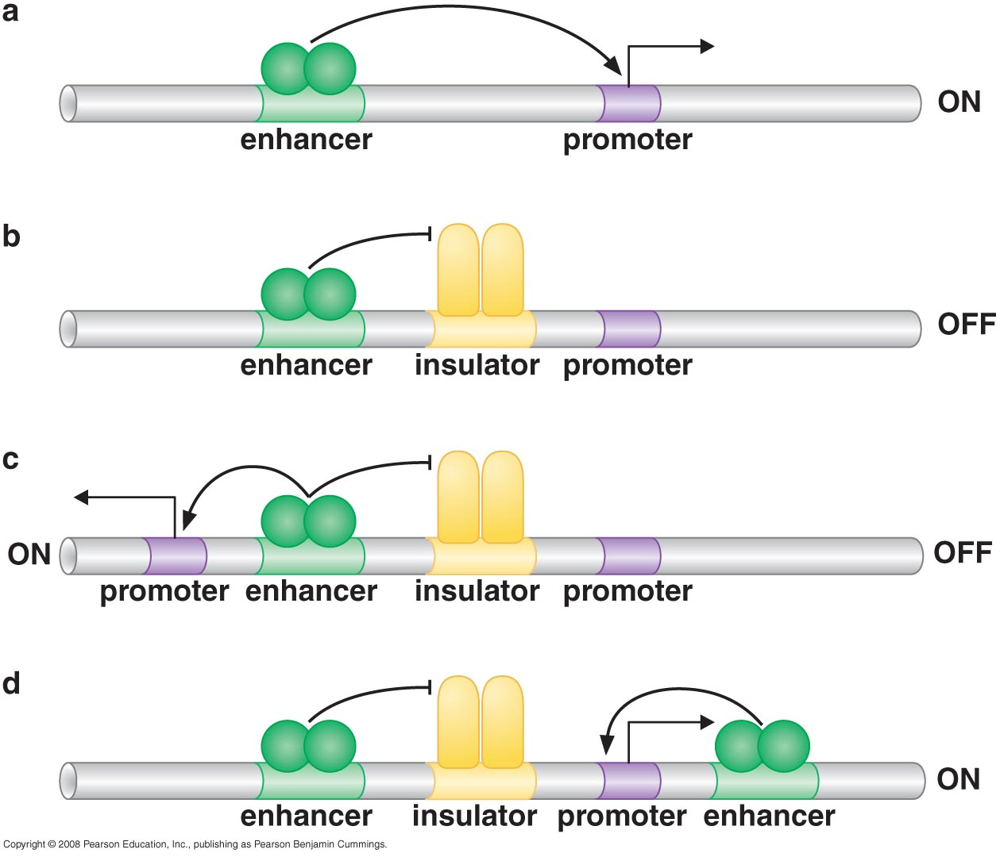 a
ON
enhancer promoter
b
OFF
enhancer insulator promoter
c
ON OFF
promoter enhancer insulator promoter
d
ON
enhancer insulator promoter enhancer
Copyright © 2008 Pearson Education, Inc., publishing as Pearson Benjamin Cummings.